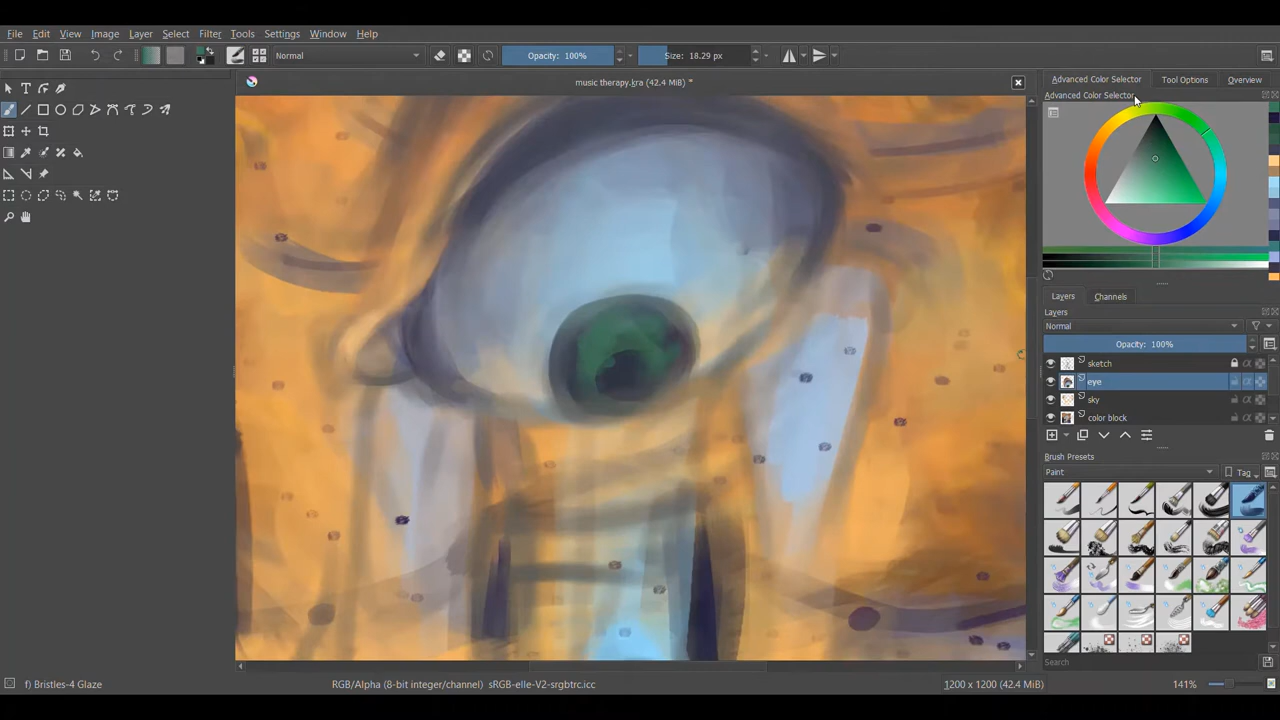 File Edit View Image Layer Select Filter Tools Settings Window Help
Normal Opacity: 100% Size: 18.29 px
music therapy.kra (42.4 MiB) *
Advanced Color Selector Tool Options Overview
Advanced Color Selector
Layers Channels
Layers
Normal
Opacity: 100%
sketch
eye
sky
color block
Brush Presets
Paint Tag
Search
f) Bristles-4 Glaze RGB/Alpha (8-bit integer/channel) sRGB-elle-V2-srgbtrc.icc 1200 x 1200 (42.4 MiB) 141%